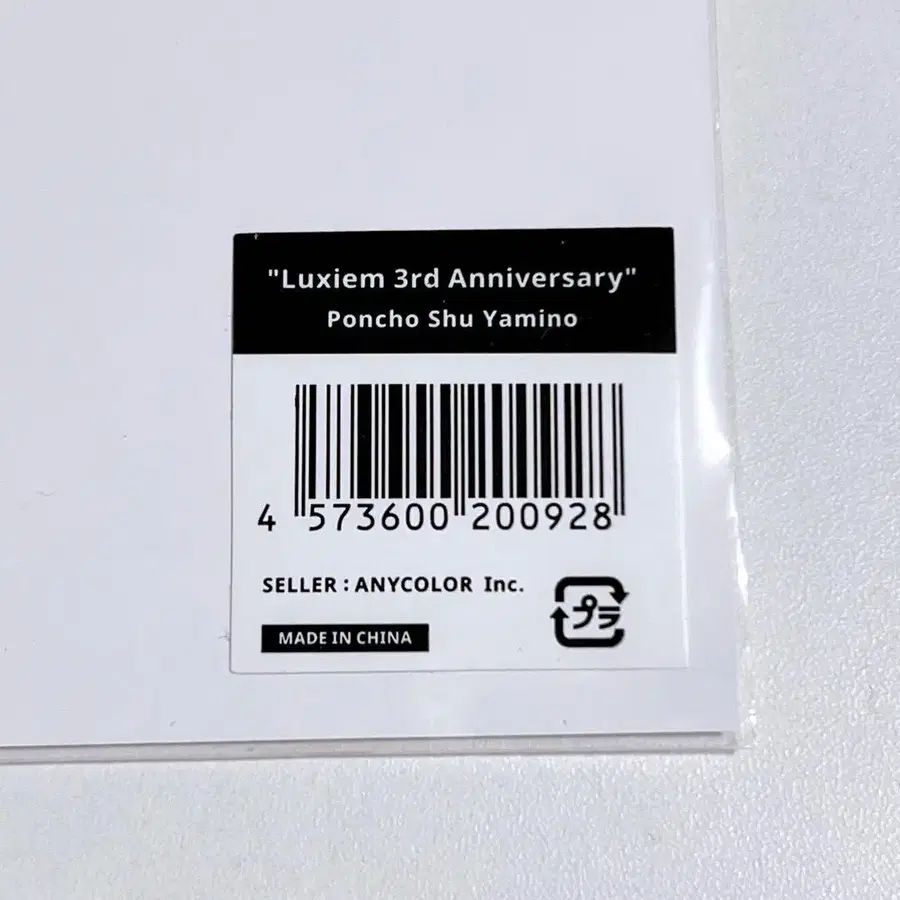 "Luxiem 3rd Anniversary"
Poncho Shu Yamino
4 573600 200928
SELLER : ANYCOLOR Inc.
プラ
MADE IN CHINA